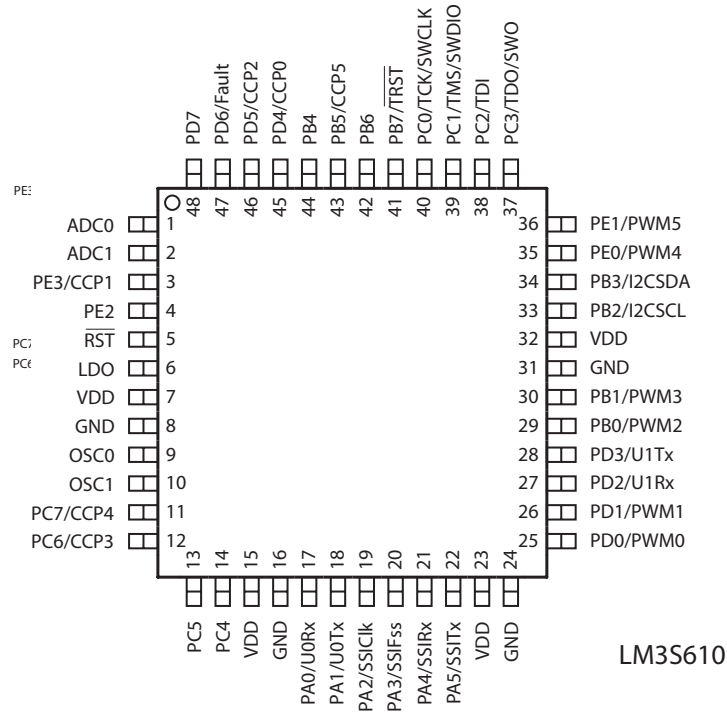 PD7
PD6/Fault
PD5/CCP2
PD4/CCP0
PB4
PB5/CCP5
PB6
PB7/TRST
PC0/TCK/SWCLK
PC1/TMS/SWDIO
PC2/TDI
PC3/TDO/SWO
48
47
46
45
44
43
42
41
40
39
38
37
PE3
ADC0 1
ADC1 2
PE3/CCP1 3
PE2 4
RST 5
PC7
LDO 6
PC6
VDD 7
GND 8
OSC0 9
OSC1 10
PC7/CCP4 11
PC6/CCP3 12
36 PE1/PWM5
35 PE0/PWM4
34 PB3/I2CSDA
33 PB2/I2CSCL
32 VDD
31 GND
30 PB1/PWM3
29 PB0/PWM2
28 PD3/U1Tx
27 PD2/U1Rx
26 PD1/PWM1
25 PD0/PWM0
13
14
15
16
17
18
19
20
21
22
23
24
PC5
PC4
VDD
GND
PA0/U0Rx
PA1/U0Tx
PA2/SSIClk
PA3/SSIFss
PA4/SSIRx
PA5/SSITx
VDD
GND
LM3S610